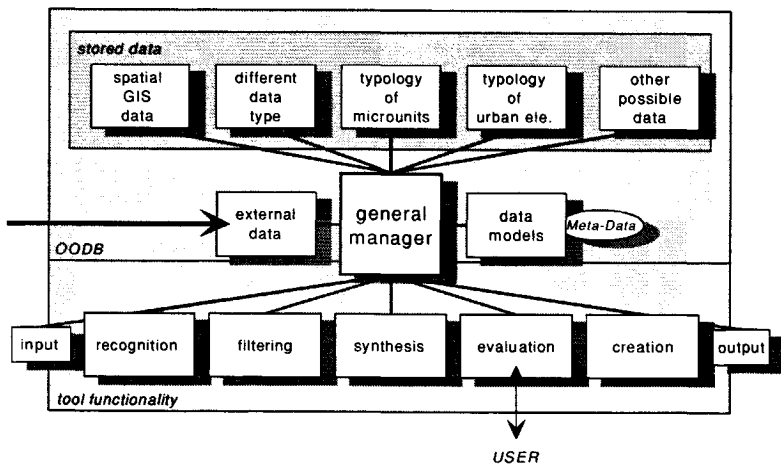 stored data
spatial
GIS
data
different
data
type
typology
of
microunits
typology
of
urban ele.
other
possible
data
external
data
general
manager
data
models
Meta-Data
OODB
input
recognition
filtering
synthesis
evaluation
creation
output
tool functionality
USER